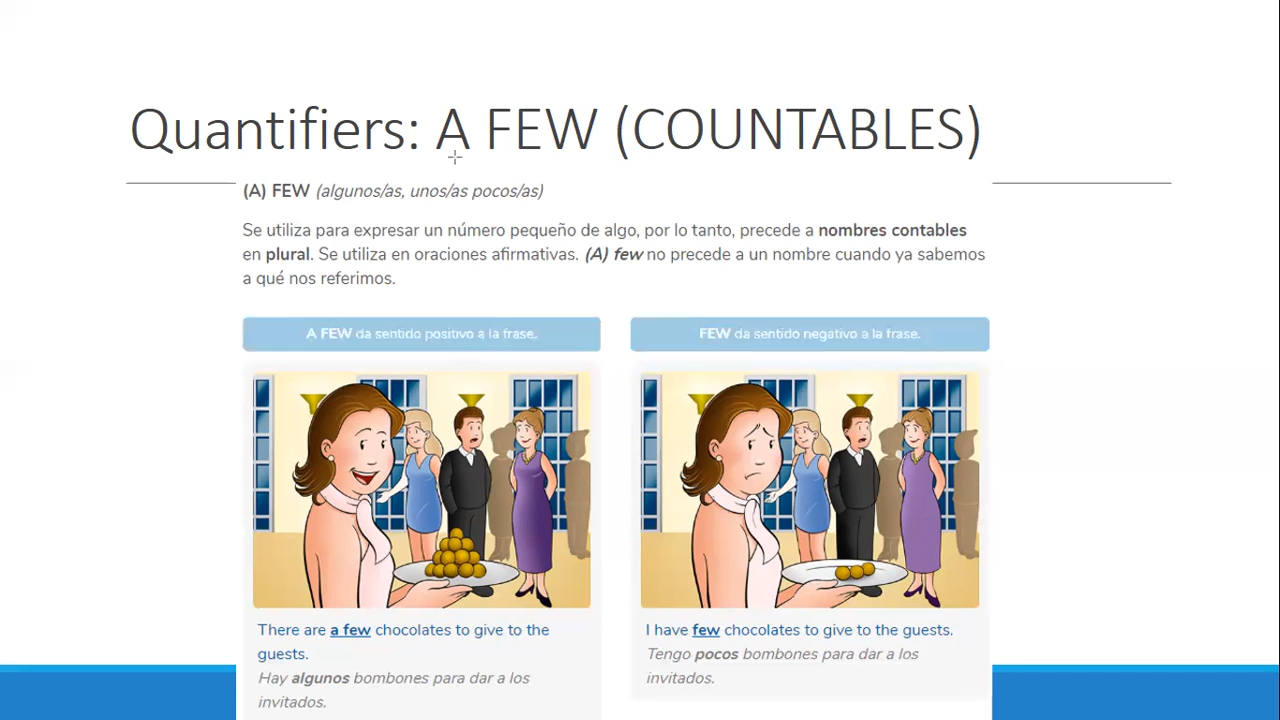 Quantifiers: A FEW (COUNTABLES)
(A) FEW (algunos/as, unos/as pocos/as)
Se utiliza para expresar un número pequeño de algo, por lo tanto, precede a nombres contables
en plural. Se utiliza en oraciones afirmativas. (A) few no precede a un nombre cuando ya sabemos
a qué nos referimos.
A FEW da sentido positivo a la frase.
There are a few chocolates to give to the
guests.
Hay algunos bombones para dar a los
invitados.
FEW da sentido negativo a la frase.
I have few chocolates to give to the guests.
Tengo pocos bombones para dar a los
invitados.